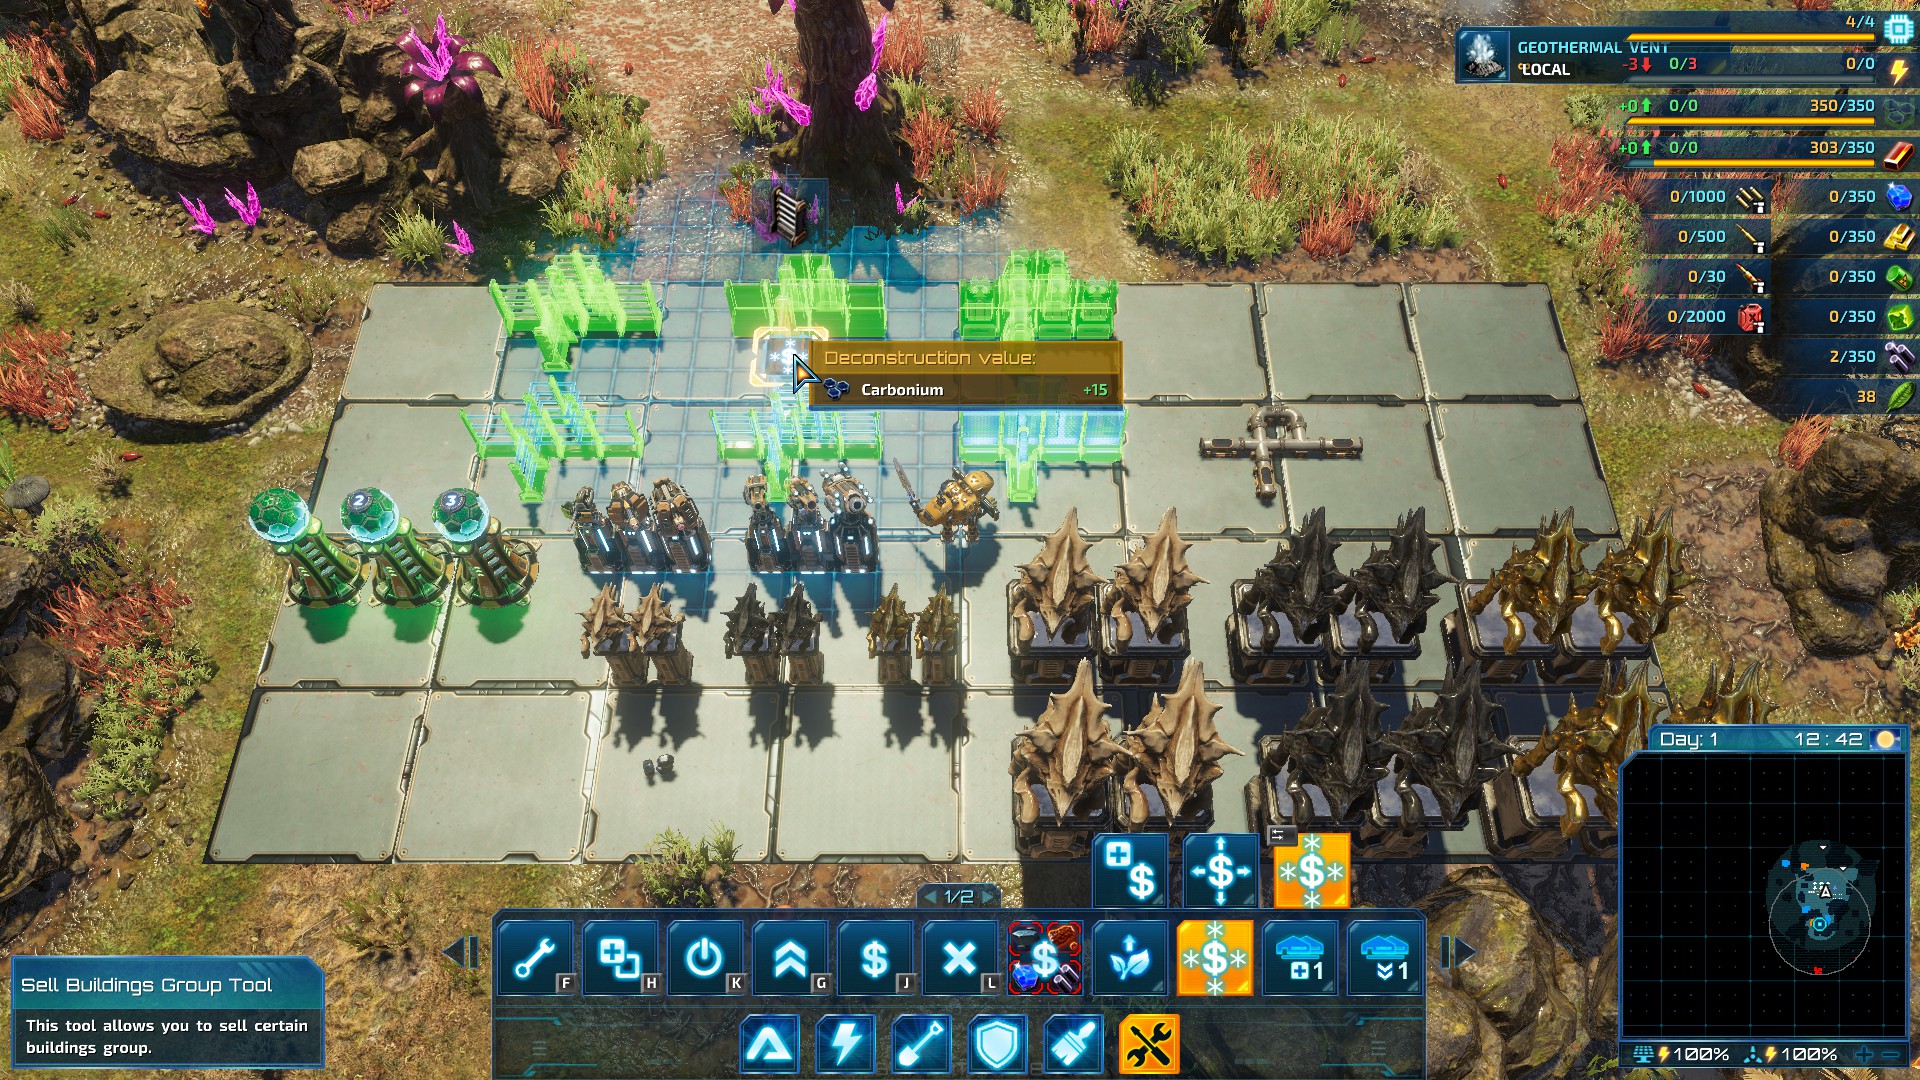 4/4
GEOTHERMAL VENT
LOCAL
-3 0/3
0/0
+0 0/0
350/350
+0 0/0
303/350
0/1000
0/350
0/500
0/350
0/30
0/350
0/2000
0/350
2/350
38
Deconstruction value:
Carbonium +15
2
3
Day: 1
12:42
1/2
$
$
$
F
H
K
G
$
J
L
$
$
1
1
Sell Buildings Group Tool
This tool allows you to sell certain
buildings group.
100%
100%